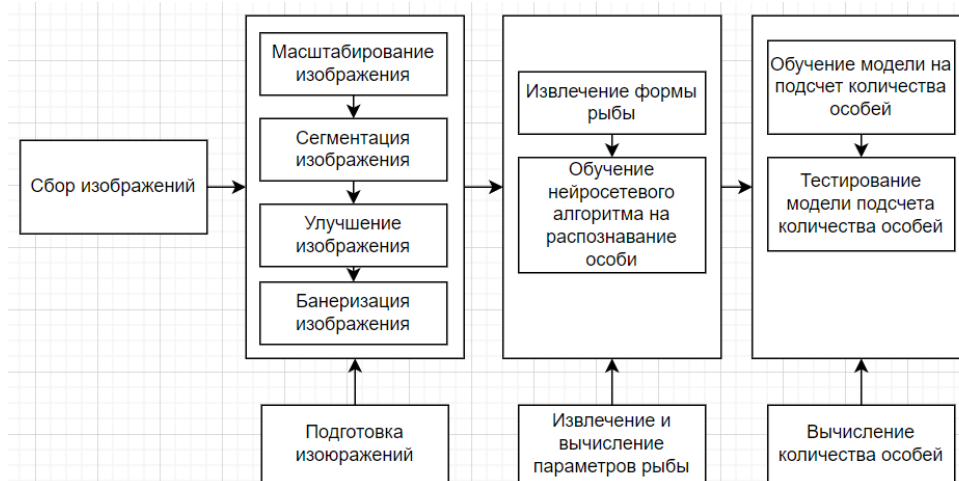 Сбор изображений
Масштабирование
изображения
Сегментация
изображения
Улучшение
изображения
Банеризация
изображения
Подготовка
изоюражений
Извлечение формы
рыбы
Обучение
нейросетевого
алгоритма на
распознавание
особи
Извлечение и
вычисление
параметров рыбы
Обучение модели на
подсчет количества
особей
Тестирование
модели подсчета
количества особей
Вычисление
количества особей